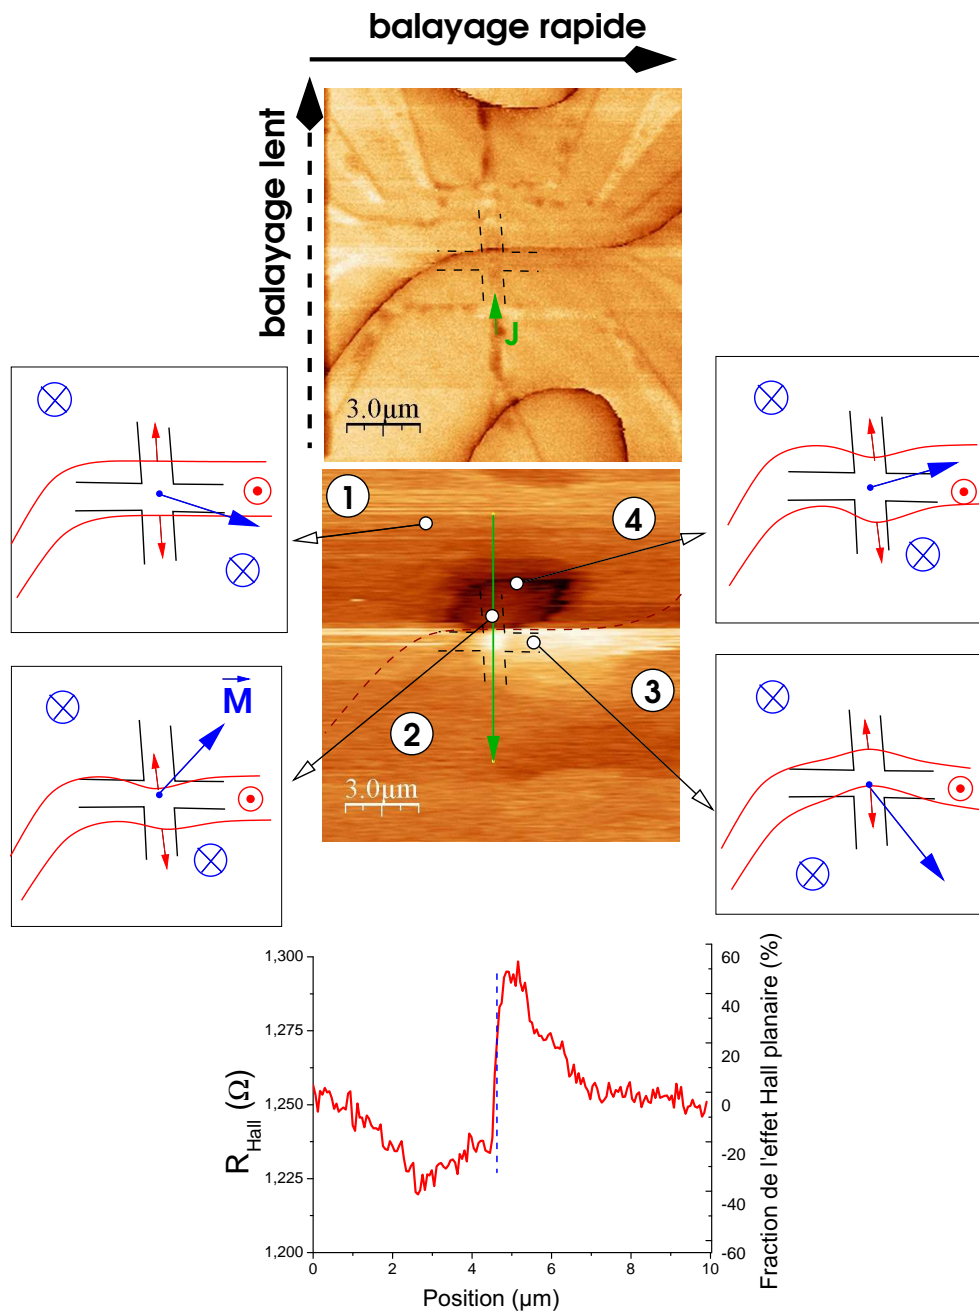 balayage rapide
balayage lent
J
3.0µm
1
4
2
3
M
3.0µm
R_Hall (Ω)
1,300
1,275
1,250
1,225
1,200
60
40
20
0
-20
-40
-60
Fraction de l'effet Hall planaire (%)
0
2
4
6
8
10
Position (µm)